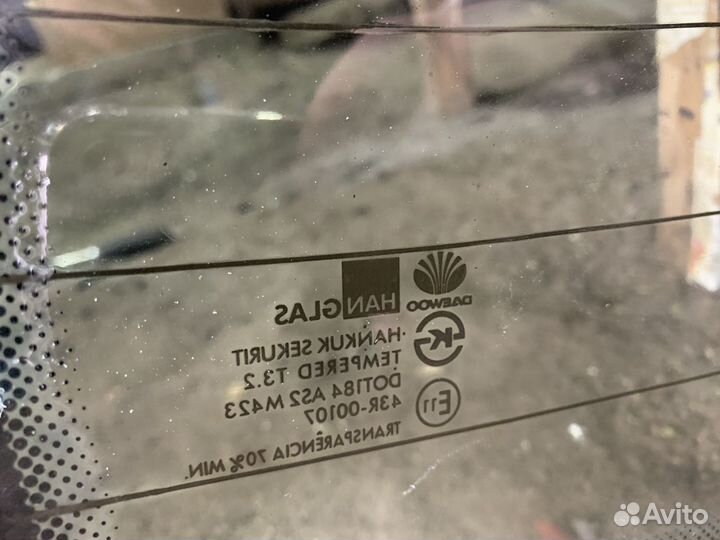 DAEWOO HANGLAS
HANKUK SEKURIT
TEMPERED T3.2
DOT184 AS2 M423
43R-00107
E11
TRANSPARÊNCIA 70% MIN.
Avito